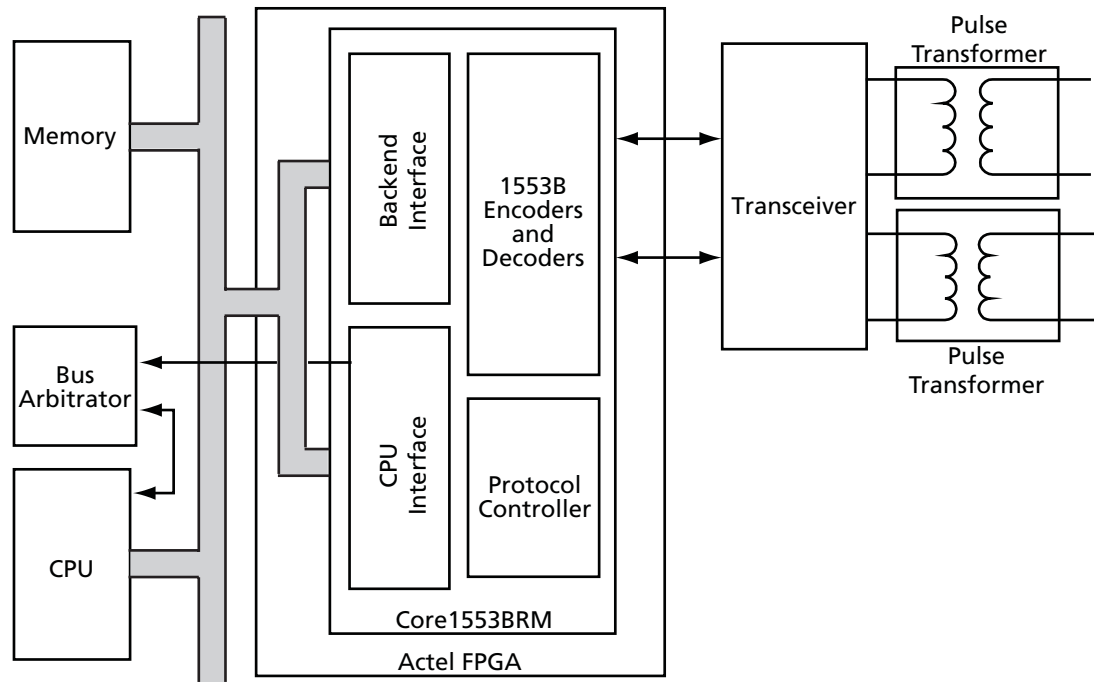 Memory
Bus
Arbitrator
CPU
Backend
Interface
CPU
Interface
1553B
Encoders
and
Decoders
Protocol
Controller
Core1553BRM
Actel FPGA
Transceiver
Pulse
Transformer
Pulse
Transformer